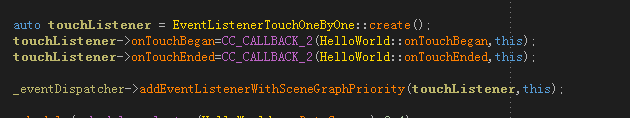 auto touchListener = EventListenerTouchOneByOne::create();
touchListener->onTouchBegan=CC_CALLBACK_2(HelloWorld::onTouchBegan,this);
touchListener->onTouchEnded=CC_CALLBACK_2(HelloWorld::onTouchEnded,this);
_eventDispatcher->addEventListenerWithSceneGraphPriority(touchListener,this);